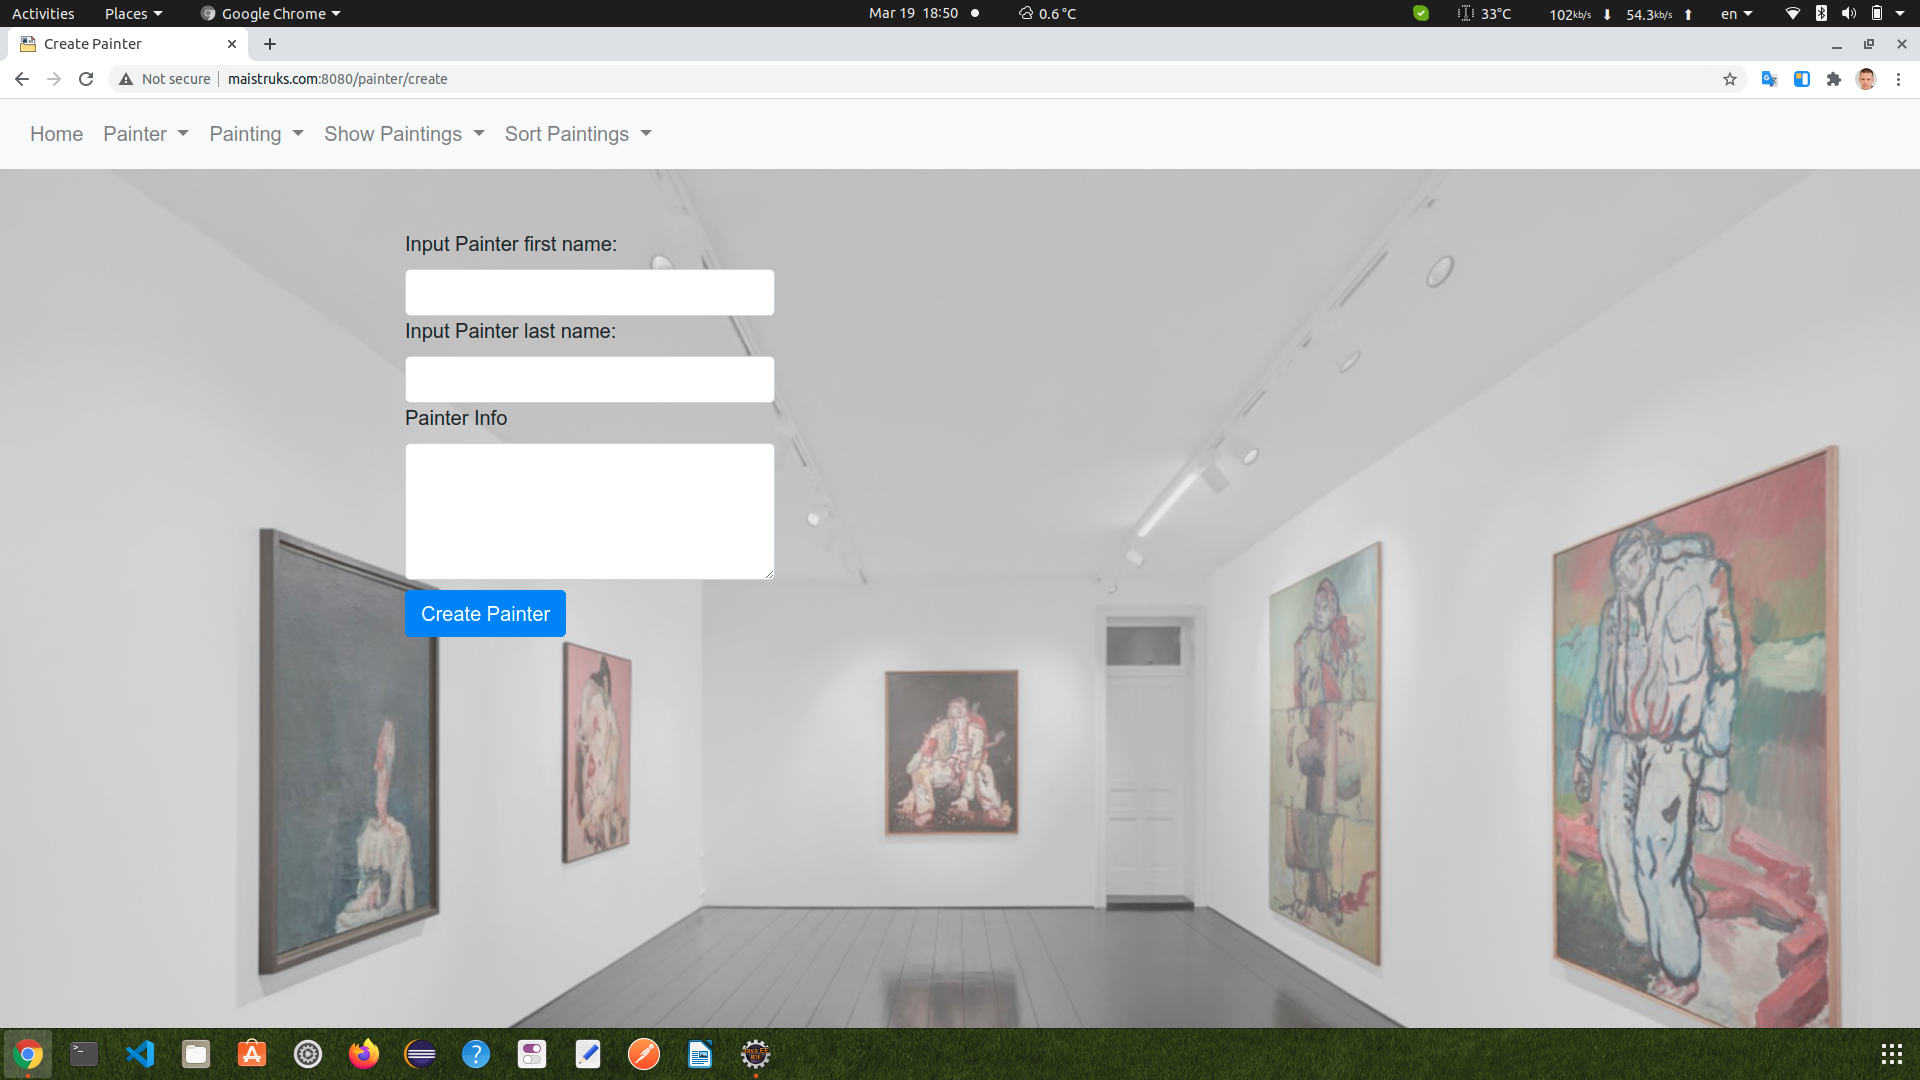 Activities Places Google Chrome Mar 19 18:50 0.6 °C 33°C 102kb/s 54.3kb/s en
Create Painter
Not secure maistruks.com:8080/painter/create
Home Painter Painting Show Paintings Sort Paintings
Input Painter first name:
Input Painter last name:
Painter Info
Create Painter